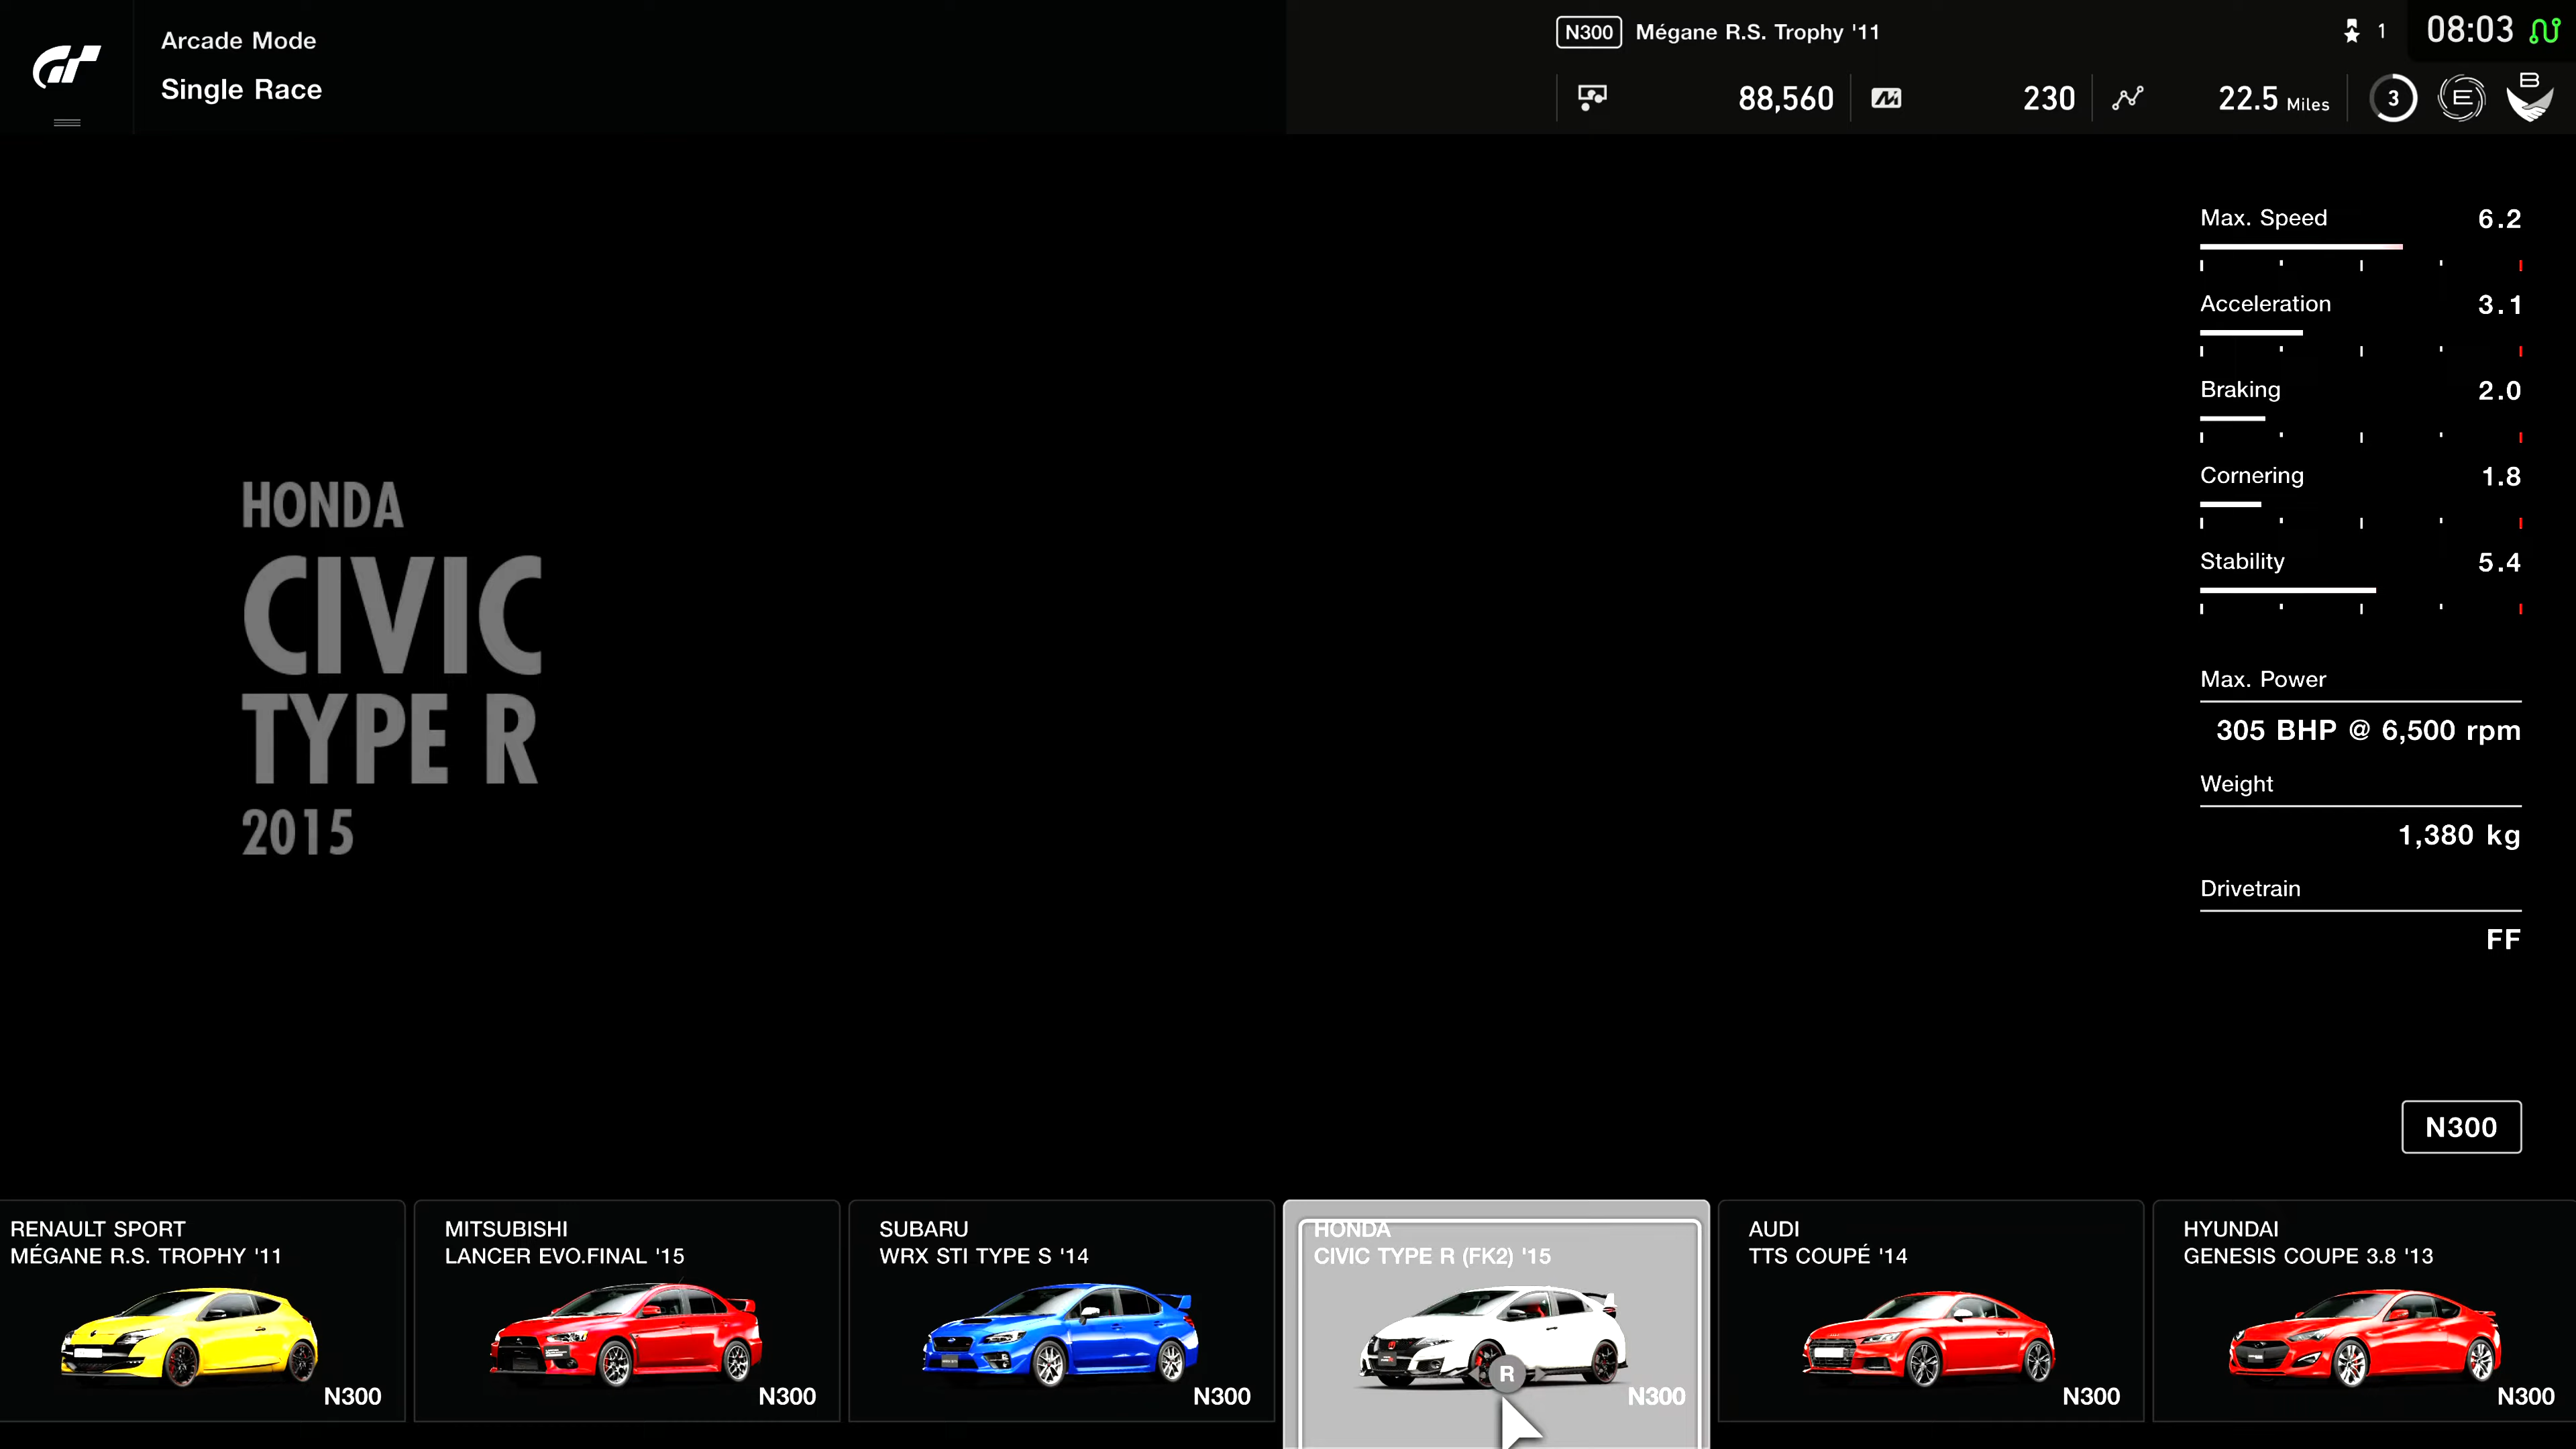 Arcade Mode
Single Race
N300 Mégane R.S. Trophy '11
1
08:03
88,560
230
22.5 Miles
3
E
B
Max. Speed 6.2
Acceleration 3.1
Braking 2.0
Cornering 1.8
Stability 5.4
Max. Power
305 BHP @ 6,500 rpm
Weight
1,380 kg
Drivetrain
FF
N300
HONDA
CIVIC
TYPE R
2015
RENAULT SPORT
MÉGANE R.S. TROPHY '11
N300
MITSUBISHI
LANCER EVO.FINAL '15
N300
SUBARU
WRX STI TYPE S '14
N300
HONDA
CIVIC TYPE R (FK2) '15
R
N300
AUDI
TTS COUPÉ '14
N300
HYUNDAI
GENESIS COUPE 3.8 '13
N300